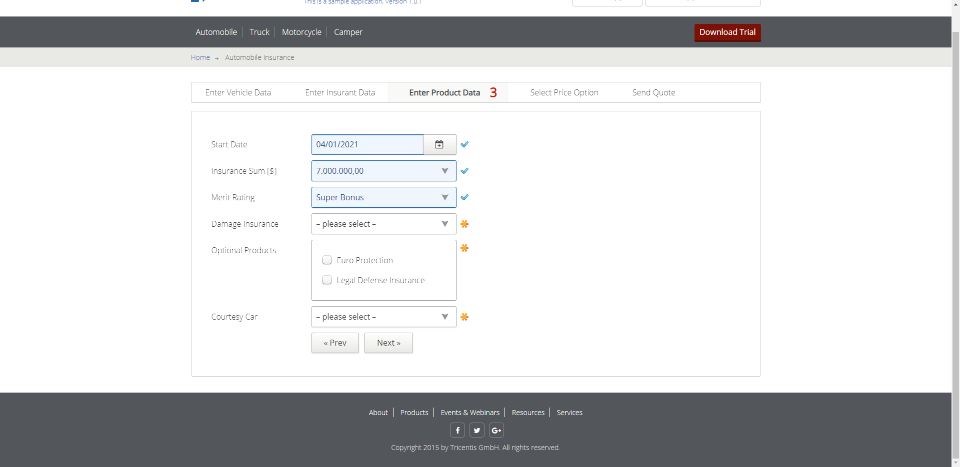 This is a sample application. Version 1.0.1
Automobile Truck Motorcycle Camper Download Trial
Home → Automobile Insurance
Enter Vehicle Data Enter Insurant Data Enter Product Data 3 Select Price Option Send Quote
Start Date 04/01/2021
Insurance Sum [$] 7.000.000,00
Merit Rating Super Bonus
Damage Insurance – please select –
Optional Products
Euro Protection
Legal Defense Insurance
Courtesy Car – please select –
« Prev Next »
About Products Events & Webinars Resources Services
f G+
Copyright 2015 by Tricentis GmbH. All rights reserved.